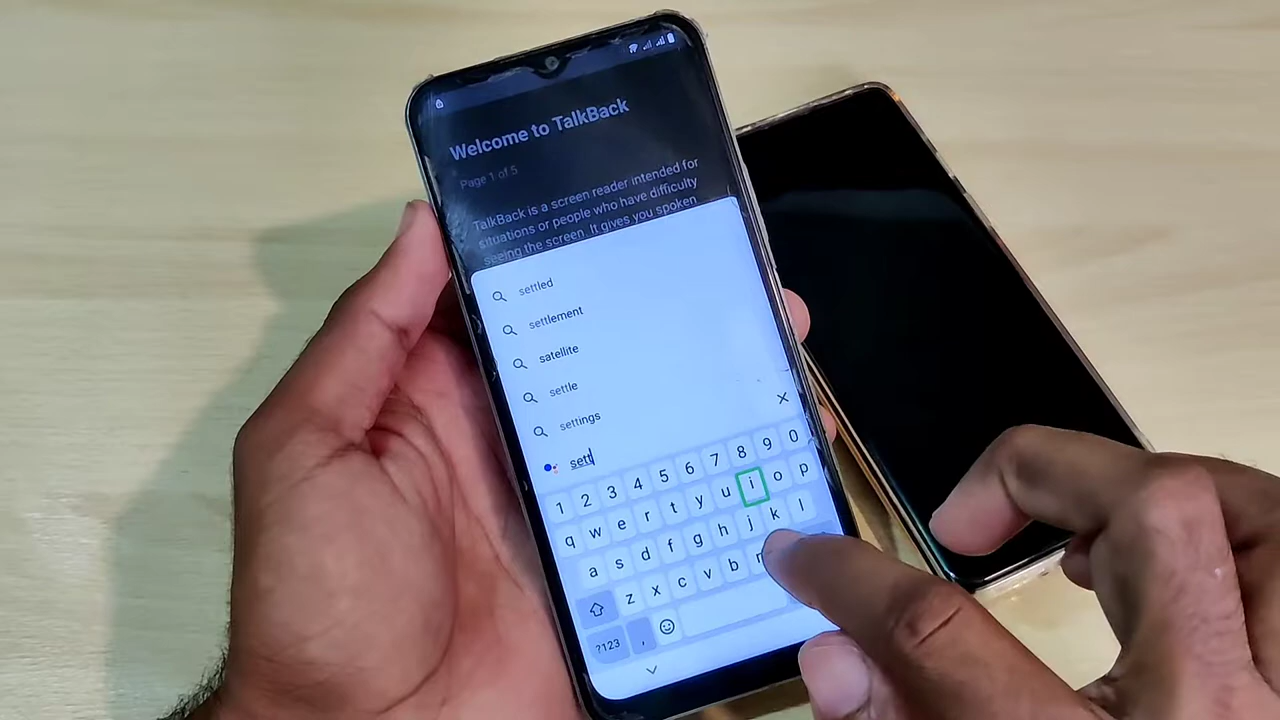 Welcome to TalkBack
Page 1 of 5
TalkBack is a screen reader intended for
situations or people who have difficulty
seeing the screen. It gives you spoken
settled
settlement
satellite
settle
settings
sett
1 2 3 4 5 6 7 8 9 0
q w e r t y u i o p
a s d f g h j k l
z x c v b
?123 ,